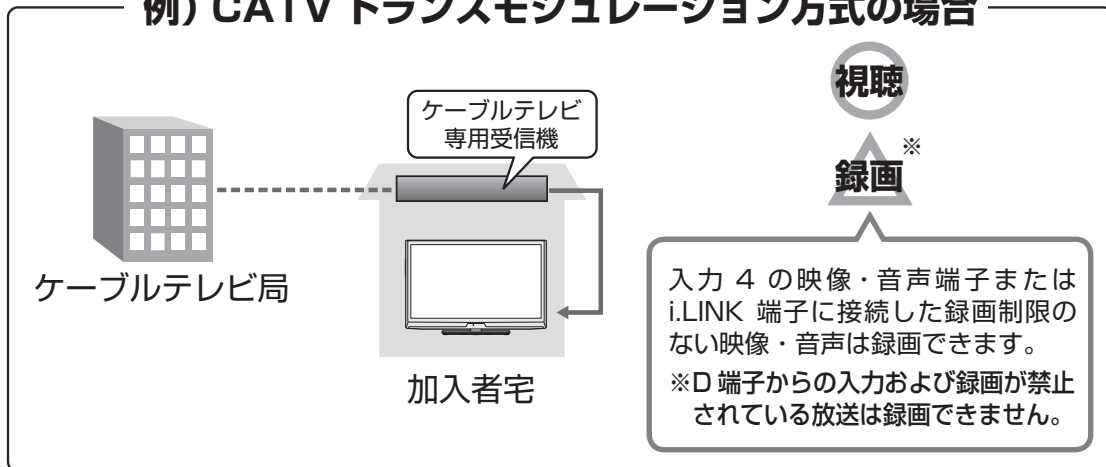 例) CATV トランスモジュレーション方式の場合
視聴
ケーブルテレビ
専用受信機
※
録画
ケーブルテレビ局
加入者宅
入力 4 の映像・音声端子または
i.LINK 端子に接続した録画制限の
ない映像・音声は録画できます。
※D 端子からの入力および録画が禁止
されている放送は録画できません。